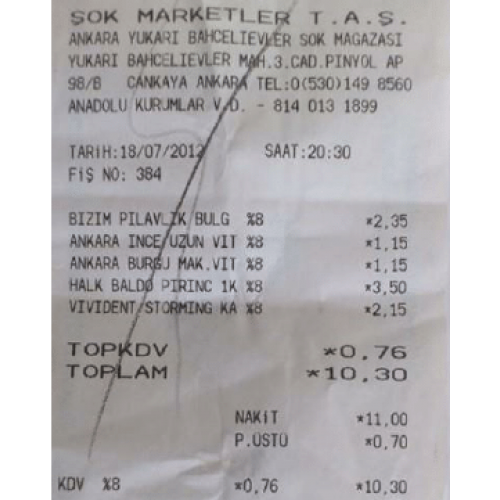 ŞOK MARKETLER T.A.Ş.
ANKARA YUKARI BAHCELIEVLER SOK MAGAZASI
YUKARI BAHCELIEVLER MAH.3.CAD.PINYOL AP
98/B CANKAYA ANKARA TEL:0(530)149 8560
ANADOLU KURUMLAR V.D. - 814 013 1899
TARİH:18/07/2012 SAAT:20:30
FİŞ NO: 384
BIZIM PILAVLIK BULG %8 *2,35
ANKARA INCE/UZUN VIT %8 *1,15
ANKARA BURGU MAK.VIT %8 *1,15
HALK BALDO PIRINC 1K %8 *3,50
VIVIDENT/STORMING KA %8 *2,15
TOPKDV *0,76
TOPLAM *10,30
NAKİT *11,00
P.ÜSTÜ *0,70
KDV %8 *0,76 *10,30